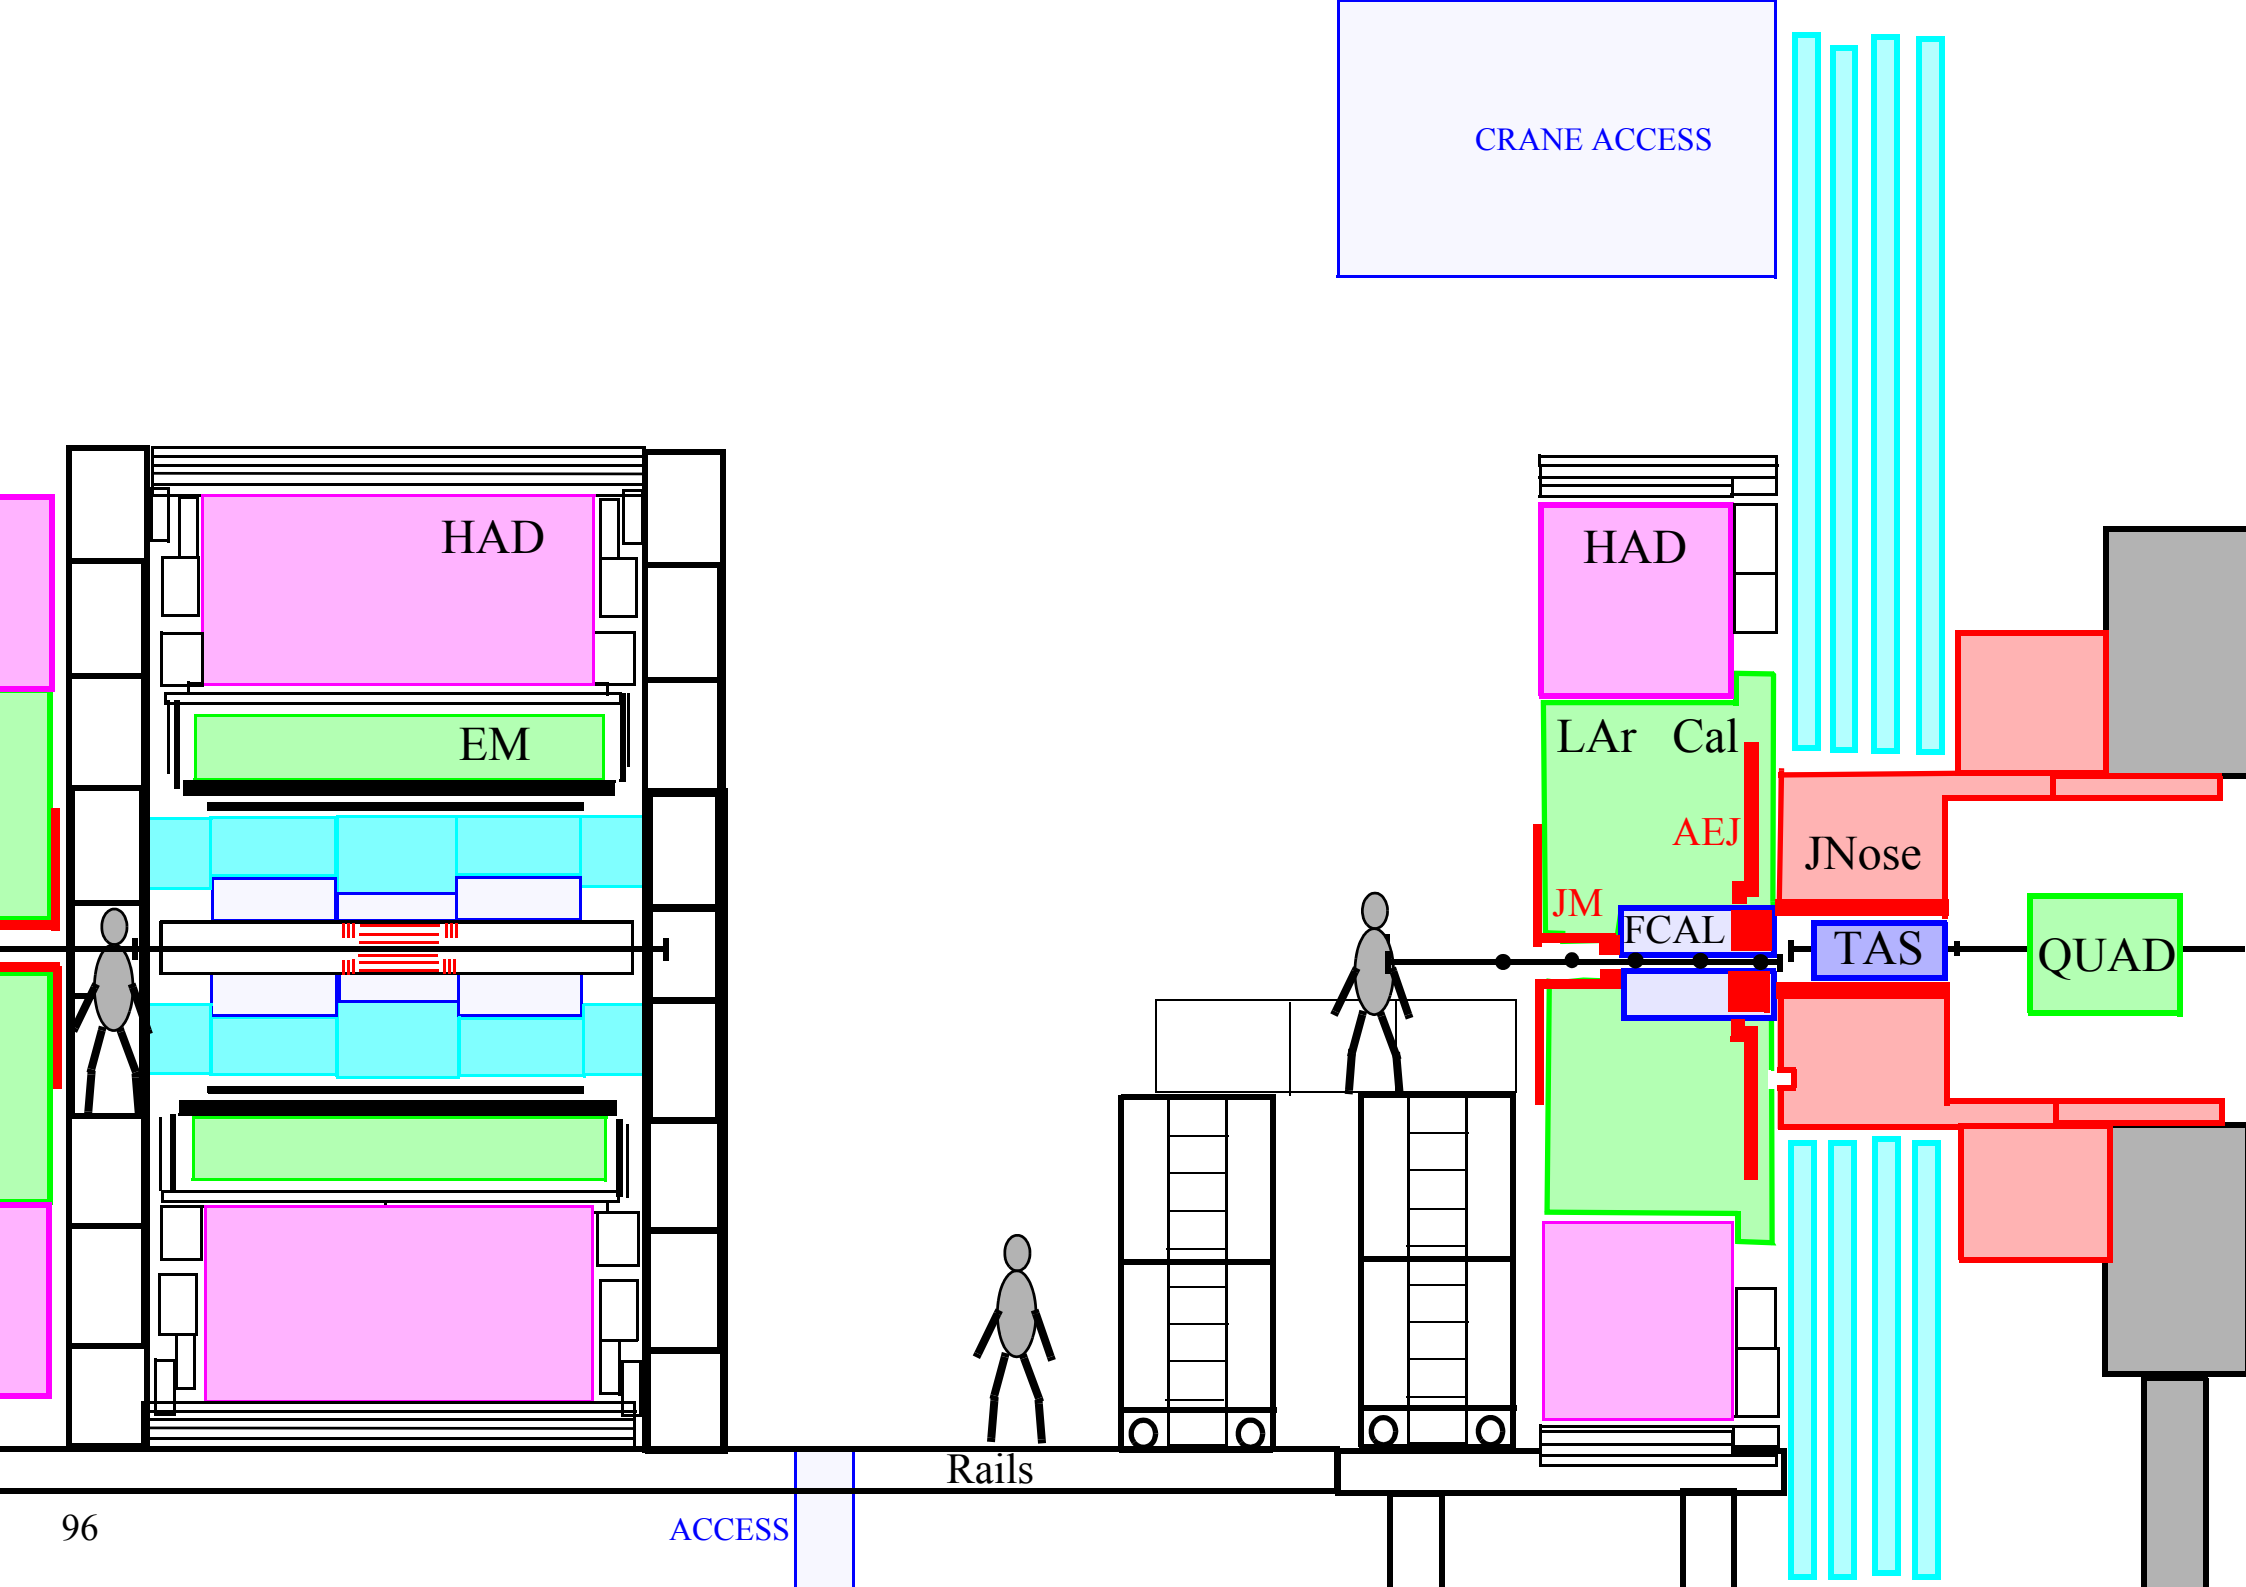 CRANE ACCESS
HAD
HAD
EM
LAr Cal
AEJ
JNose
JM
FCAL
TAS
QUAD
Rails
96
ACCESS